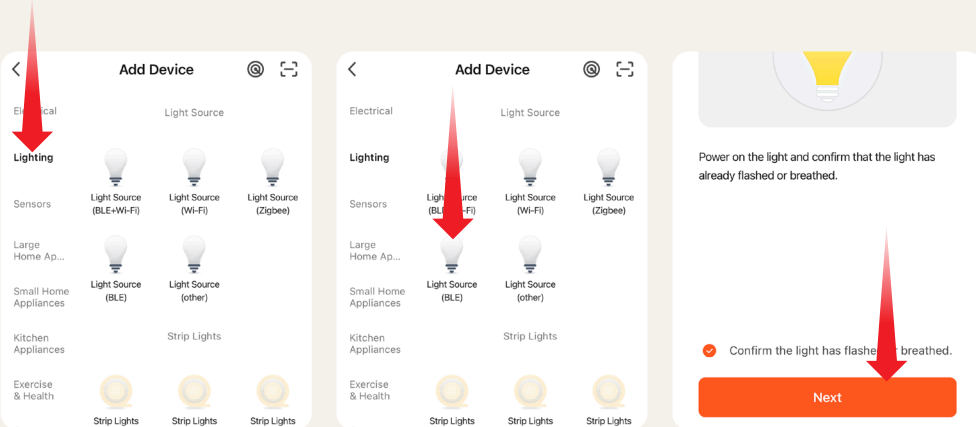 Add Device
Electrical
Light Source
Lighting
Light Source
(BLE+Wi-Fi)
Light Source
(Wi-Fi)
Light Source
(Zigbee)
Sensors
Large
Home Ap...
Small Home
Appliances
Light Source
(BLE)
Light Source
(other)
Kitchen
Appliances
Strip Lights
Exercise
& Health
Strip Lights
Strip Lights
Strip Lights
Add Device
Electrical
Light Source
Lighting
Light Source
(BLE+Wi-Fi)
Light Source
(Wi-Fi)
Light Source
(Zigbee)
Sensors
Large
Home Ap...
Small Home
Appliances
Light Source
(BLE)
Light Source
(other)
Kitchen
Appliances
Strip Lights
Exercise
& Health
Strip Lights
Strip Lights
Strip Lights
Power on the light and confirm that the light has
already flashed or breathed.
Confirm the light has flashed or breathed.
Next